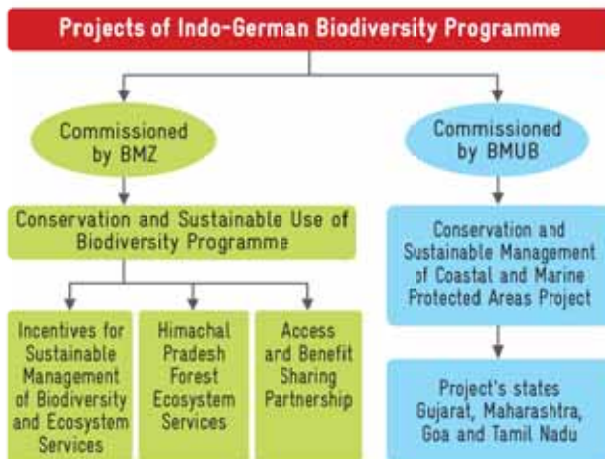 Projects of Indo-German Biodiversity Programme
Commissioned
by BMZ
Commissioned
by BMUB
Conservation and Sustainable Use of
Biodiversity Programme
Conservation and
Sustainable Management
of Coastal and Marine
Protected Areas Project
Incentives for
Sustainable
Management
of Biodiversity
and Ecosystem
Services
Himachal
Pradesh
Forest
Ecosystem
Services
Access
and Benefit
Sharing
Partnership
Project's states
Gujarat, Maharashtra,
Goa and Tamil Nadu